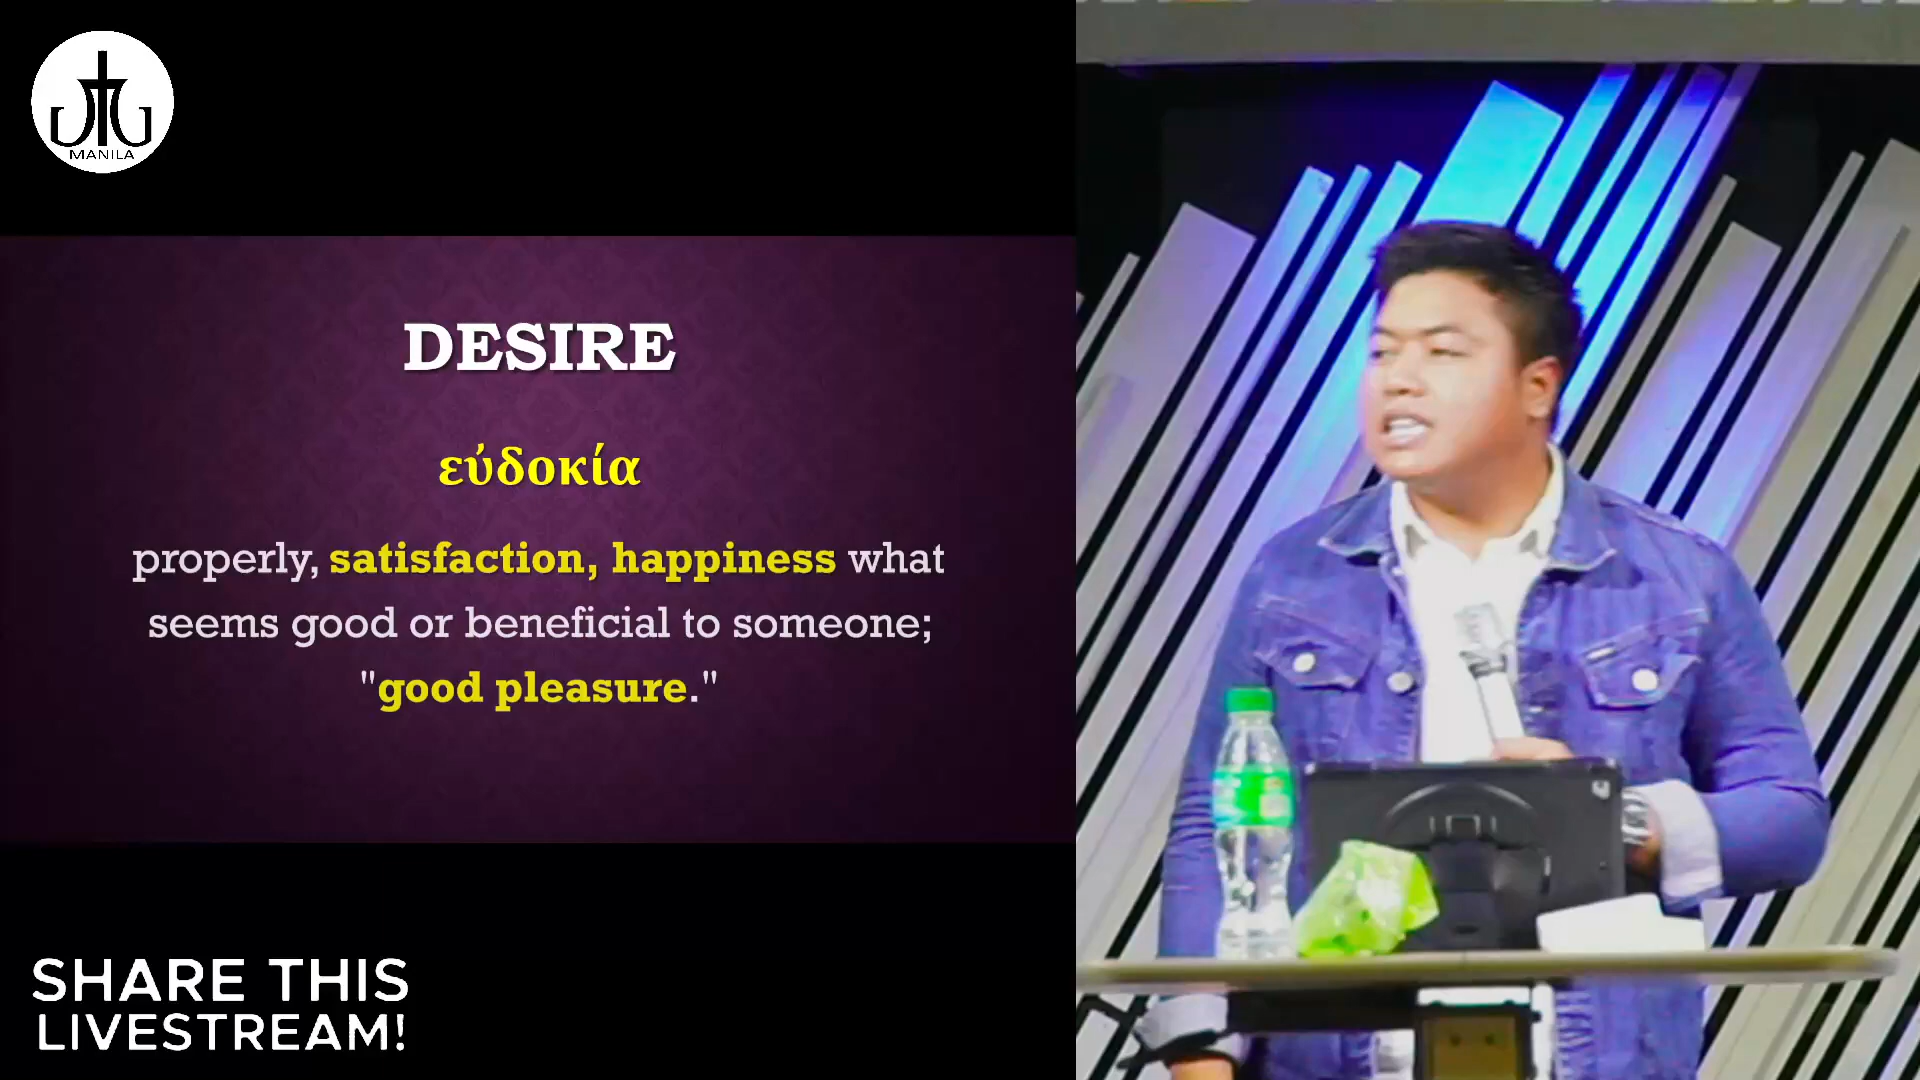 MANILA
DESIRE
εὐδοκία
properly, satisfaction, happiness what
seems good or beneficial to someone;
"good pleasure."
SHARE THIS
LIVESTREAM!